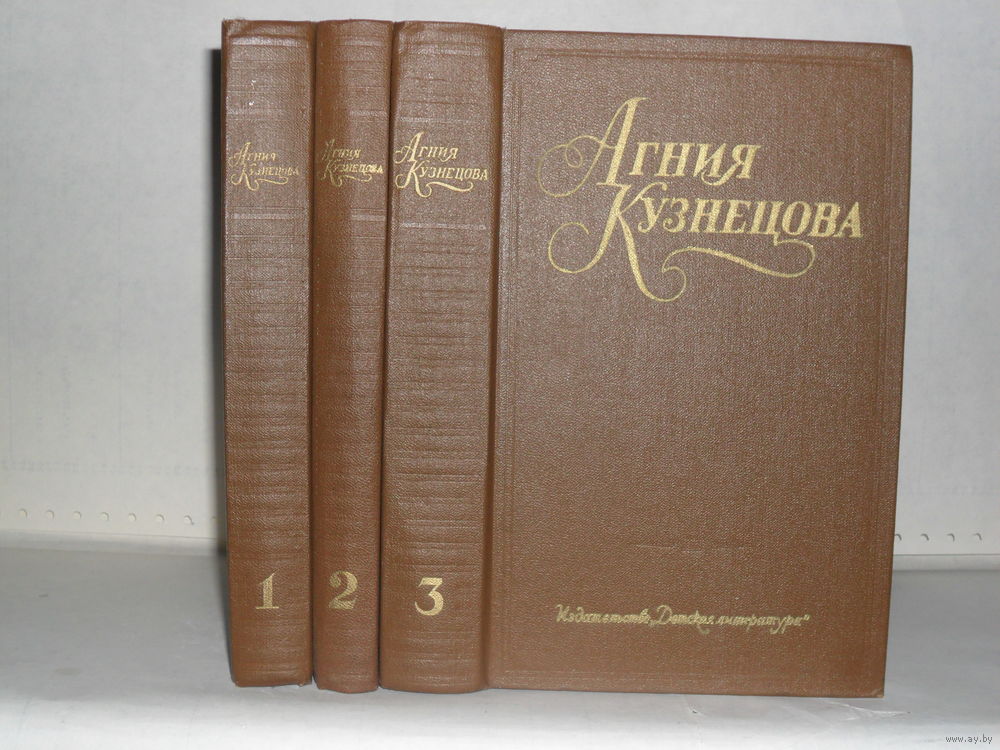 Агния
Кузнецова
1
Агния
Кузнецова
2
Агния
Кузнецова
3
Агния
Кузнецова
Издательство „Детская литература"
www.ay.by